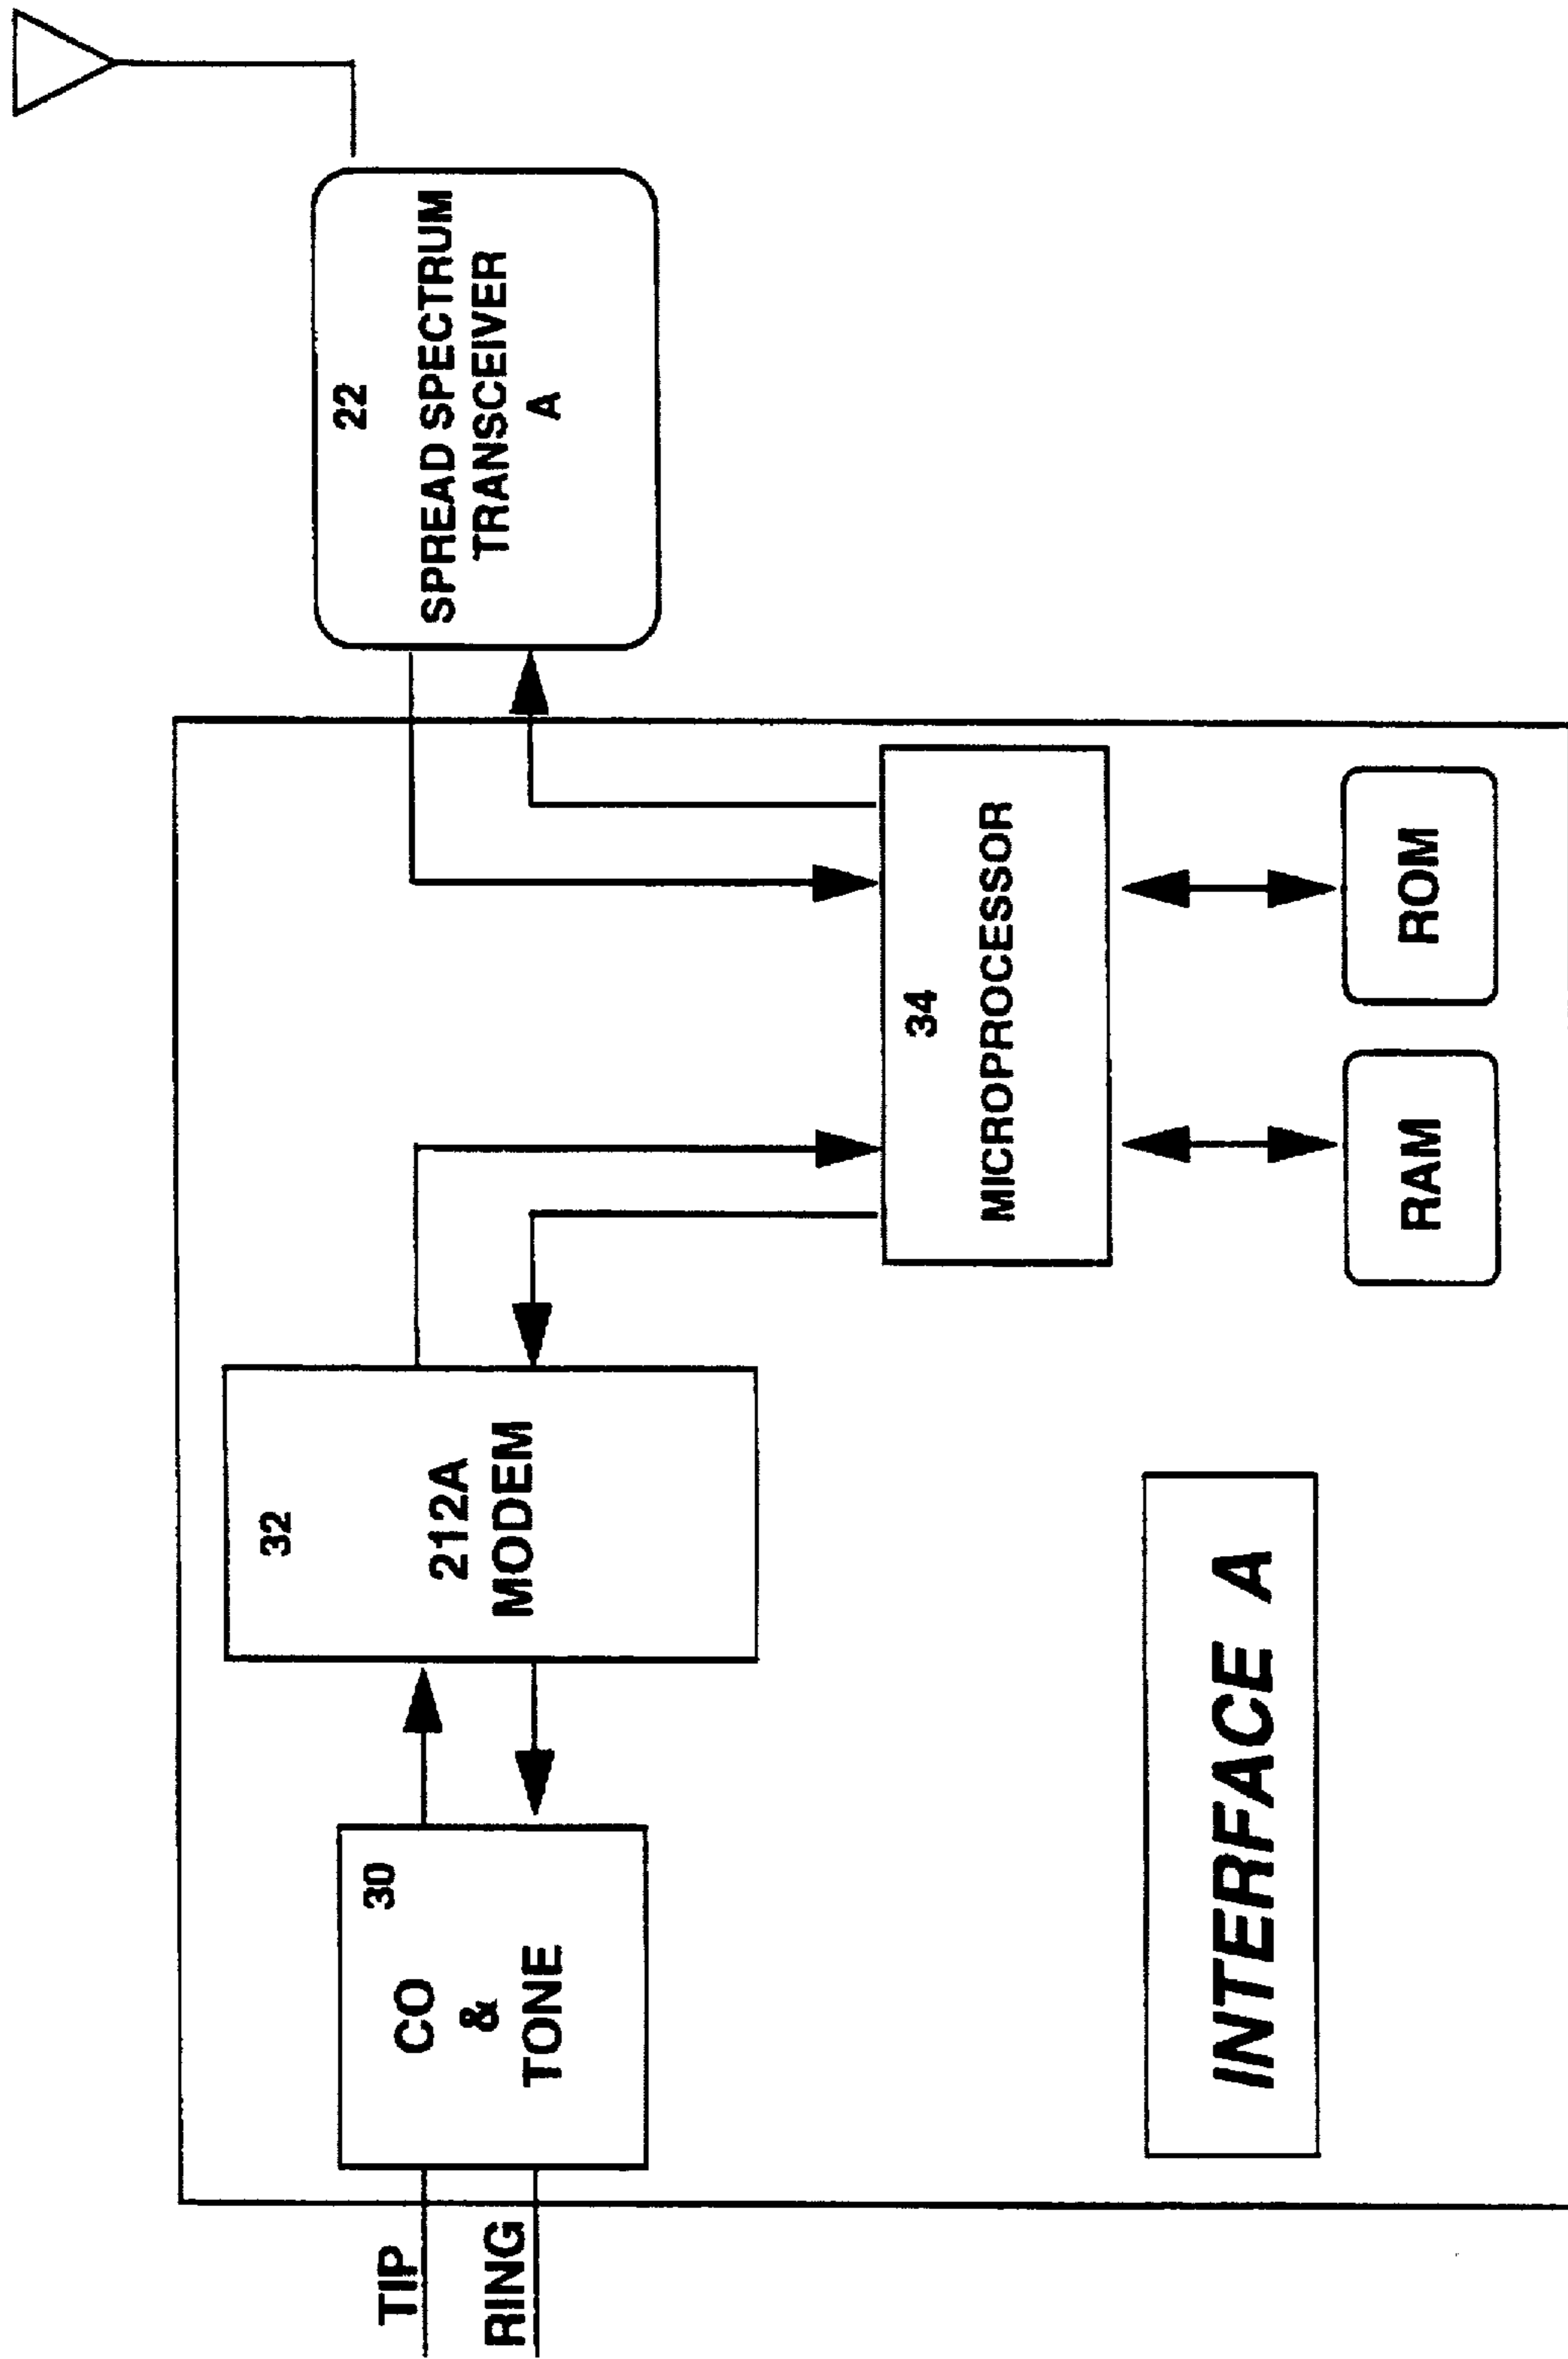 22
SPREAD SPECTRUM
TRANSCEIVER
A
32
212A
MODEM
30
CO
&
TONE
TIP
RING
34
MICROPROCESSOR
RAM
ROM
INTERFACE A